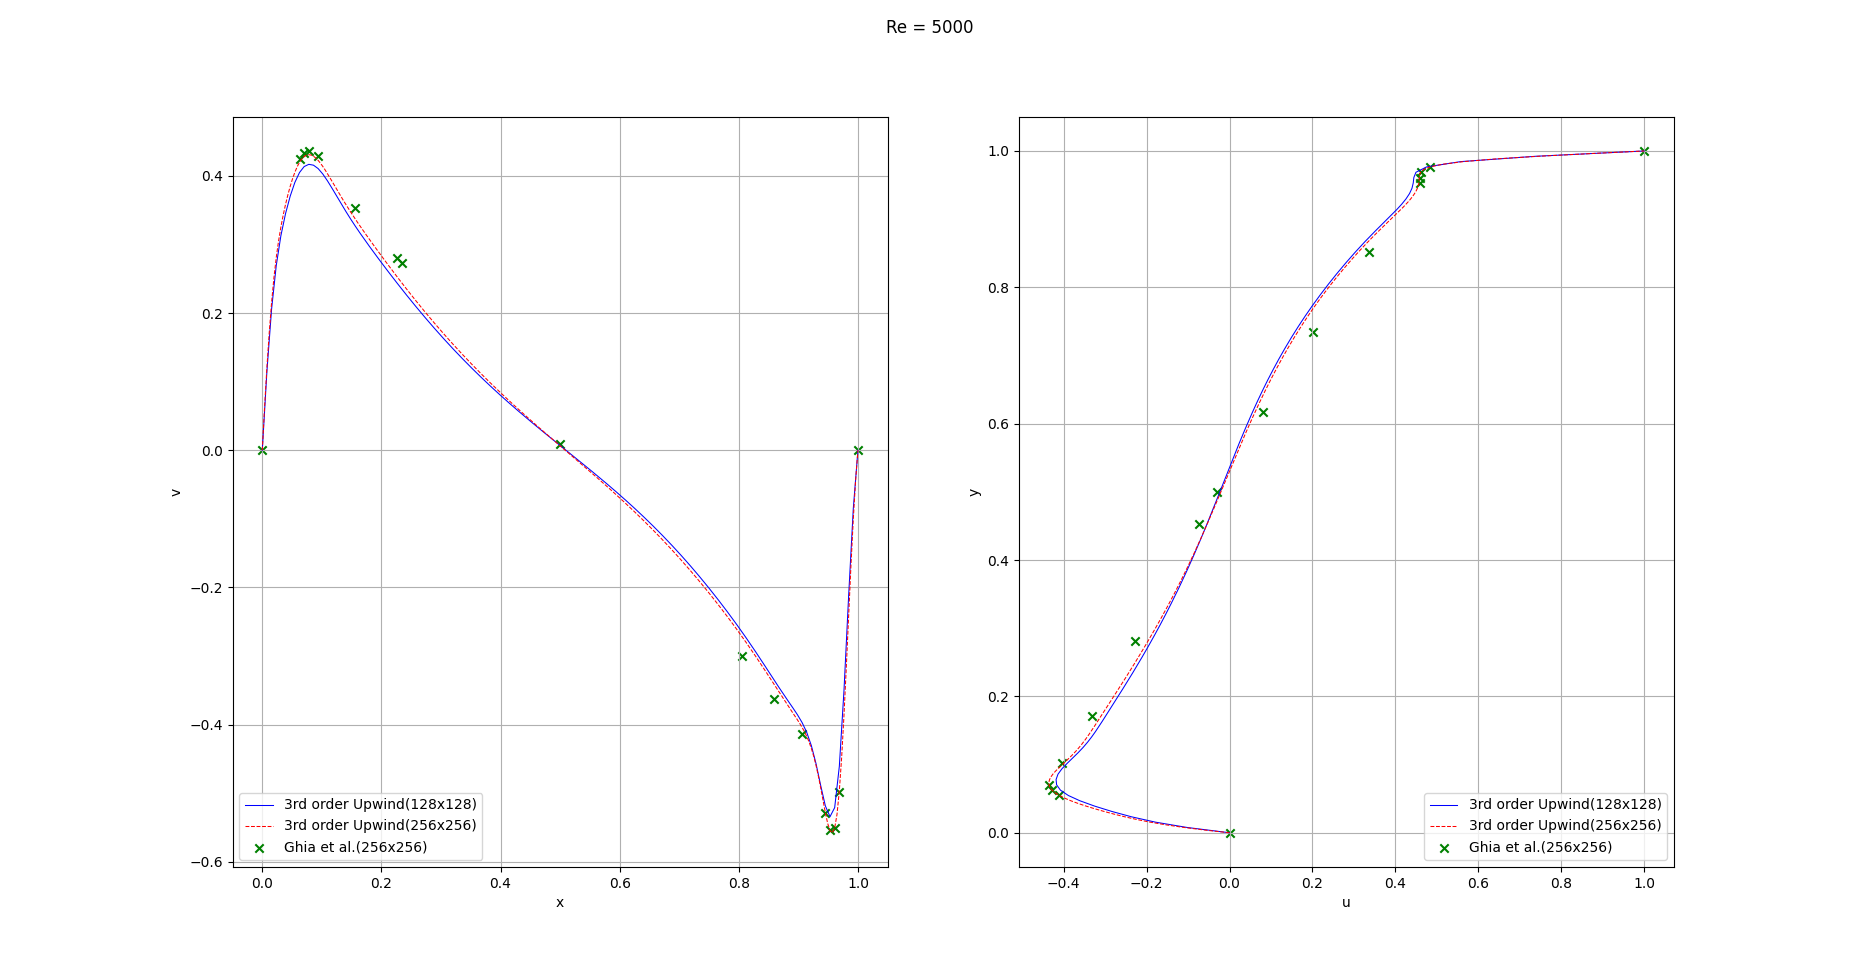 Re = 5000
0.4
0.2
0.0
−0.2
−0.4
−0.6
v
0.0 0.2 0.4 0.6 0.8 1.0
x
3rd order Upwind(128x128)
3rd order Upwind(256x256)
Ghia et al.(256x256)
1.0
0.8
0.6
0.4
0.2
0.0
y
−0.4 −0.2 0.0 0.2 0.4 0.6 0.8 1.0
u
3rd order Upwind(128x128)
3rd order Upwind(256x256)
Ghia et al.(256x256)